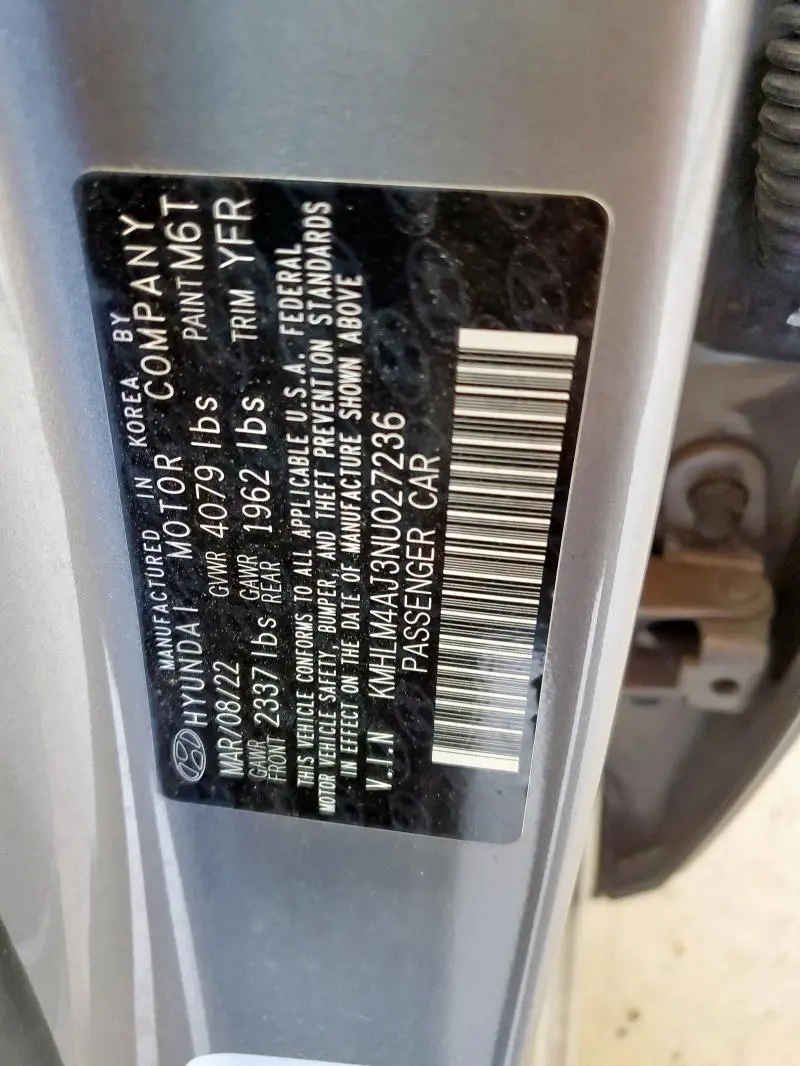 MANUFACTURED IN KOREA BY
HYUNDAI MOTOR COMPANY
MAR/08/22 GVWR 4079 lbs PAINT M6T
GAWR FRONT 2337 lbs GAWR REAR 1962 lbs TRIM YFR
THIS VEHICLE CONFORMS TO ALL APPLICABLE U.S.A. FEDERAL
MOTOR VEHICLE SAFETY, BUMPER, AND THEFT PREVENTION STANDARDS
IN EFFECT ON THE DATE OF MANUFACTURE SHOWN ABOVE
V.I.N KMHLM4AJ3NU027236
PASSENGER CAR